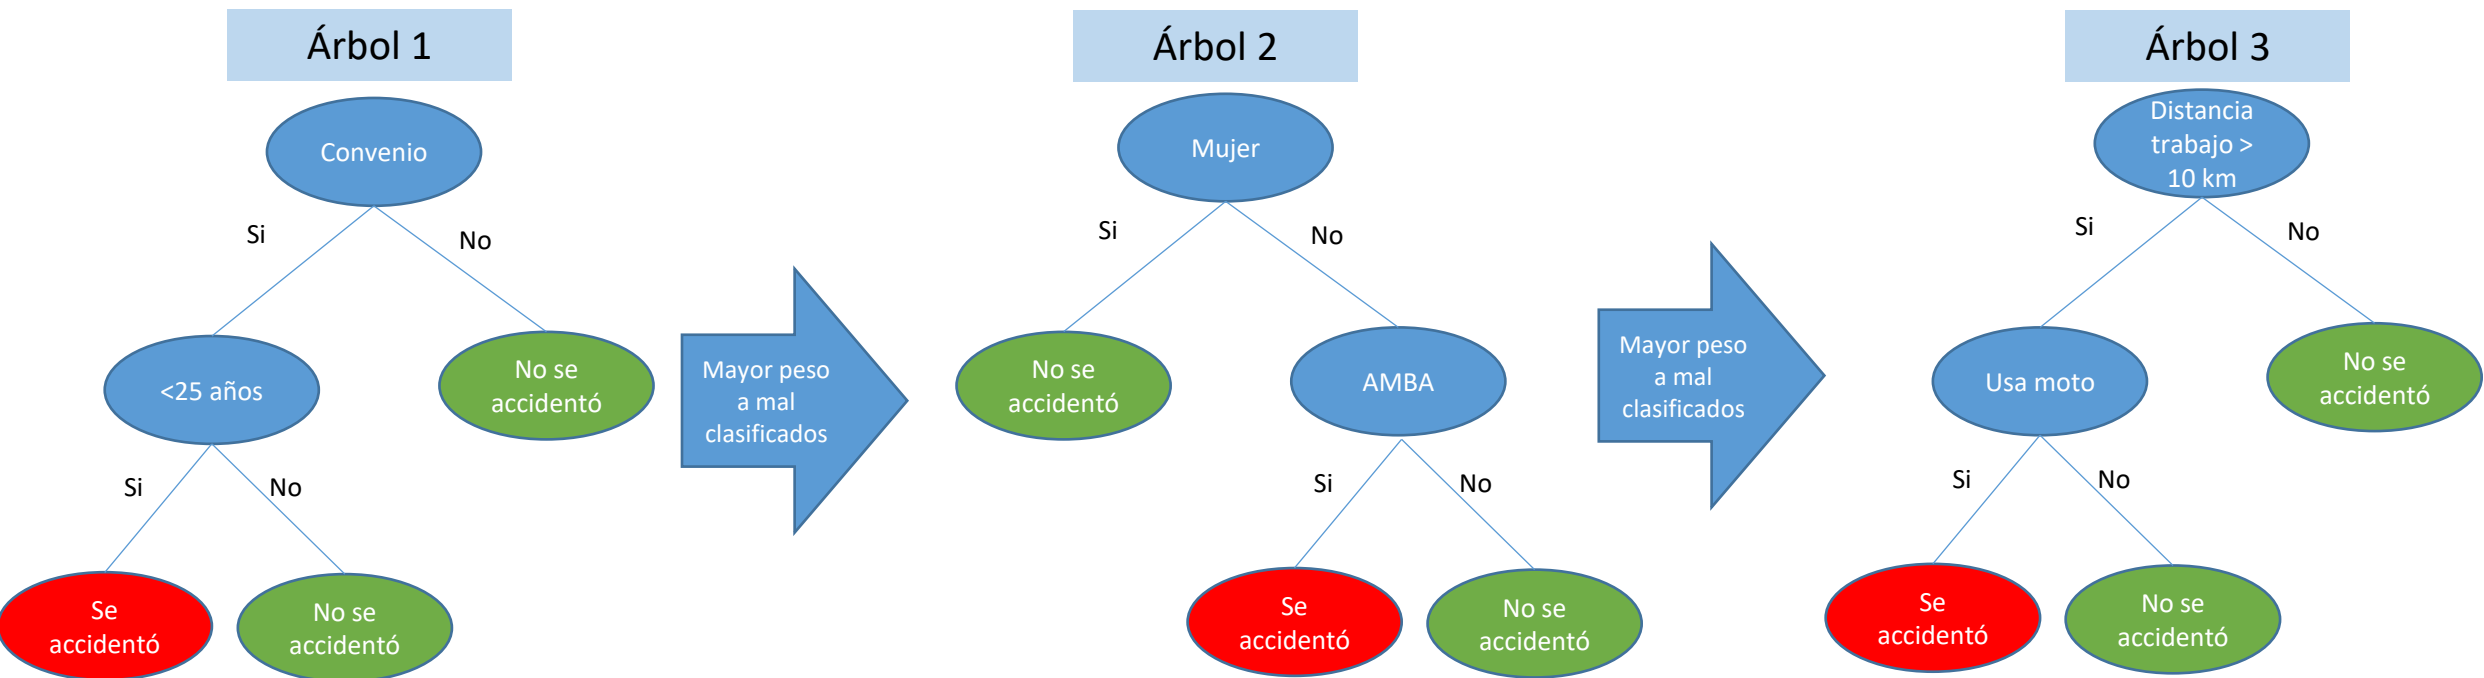 Árbol 1
Convenio
Si
No
<25 años
No se
accidentó
Si
No
Se
accidentó
No se
accidentó
Mayor peso
a mal
clasificados
Árbol 2
Mujer
Si
No
No se
accidentó
AMBA
Si
No
Se
accidentó
No se
accidentó
Mayor peso
a mal
clasificados
Árbol 3
Distancia
trabajo >
10 km
Si
No
Usa moto
No se
accidentó
Si
No
Se
accidentó
No se
accidentó